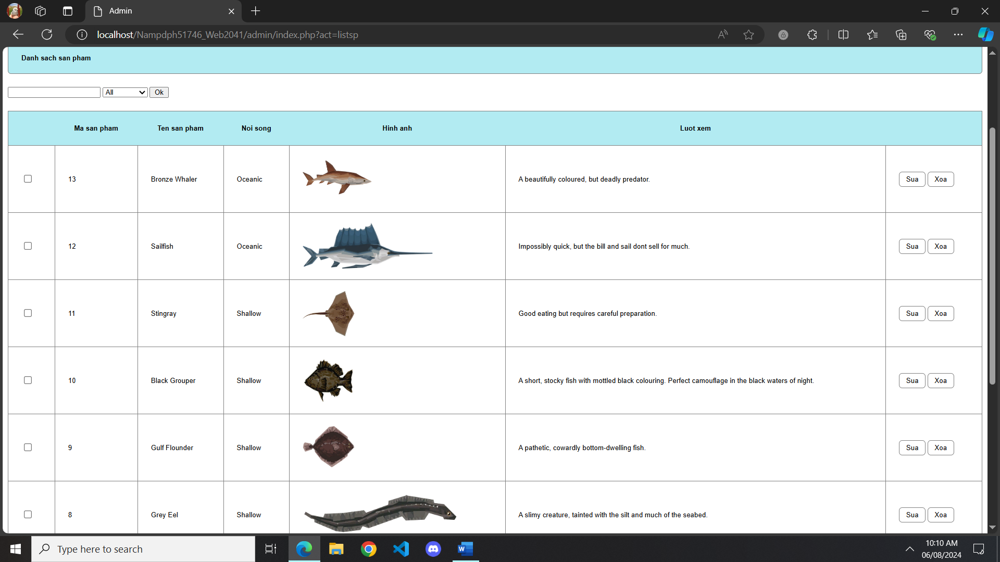 Admin
localhost/Nampdph51746_Web2041/admin/index.php?act=listsp
Danh sach san pham
All Ok
Ma san pham Ten san pham Noi song Hinh anh Luot xem
13 Bronze Whaler Oceanic A beautifully coloured, but deadly predator. Sua Xoa
12 Sailfish Oceanic Impossibly quick, but the bill and sail dont sell for much. Sua Xoa
11 Stingray Shallow Good eating but requires careful preparation. Sua Xoa
10 Black Grouper Shallow A short, stocky fish with mottled black colouring. Perfect camouflage in the black waters of night. Sua Xoa
9 Gulf Flounder Shallow A pathetic, cowardly bottom-dwelling fish. Sua Xoa
8 Grey Eel Shallow A slimy creature, tainted with the silt and much of the seabed. Sua Xoa
Type here to search
10:10 AM
06/08/2024